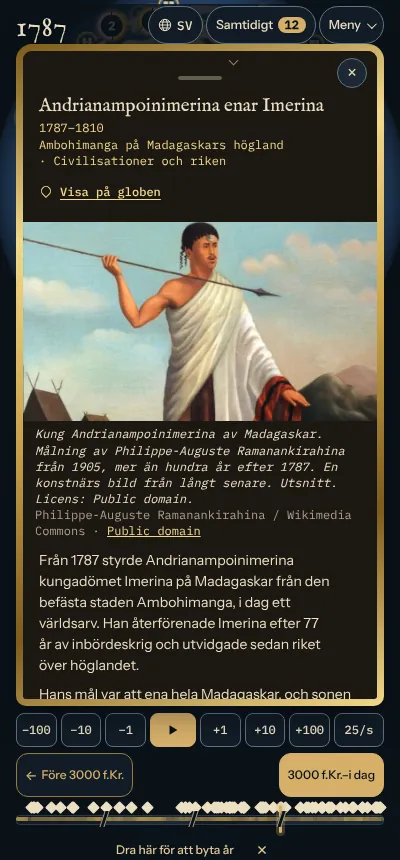 1787
2
SV
Samtidigt 12
Meny
Andrianampoinimerina enar Imerina
1787–1810
Ambohimanga på Madagaskars högland
· Civilisationer och riken
Visa på globen
Kung Andrianampoinimerina av Madagaskar.
Målning av Philippe-Auguste Ramanankirahina
från 1905, mer än hundra år efter 1787. En
konstnärs bild från långt senare. Utsnitt.
Licens: Public domain.
Philippe-Auguste Ramanankirahina / Wikimedia
Commons · Public domain
Från 1787 styrde Andrianampoinimerina
kungadömet Imerina på Madagaskar från den
befästa staden Ambohimanga, i dag ett
världsarv. Han återförenade Imerina efter 77
år av inbördeskrig och utvidgade sedan riket
över höglandet.
Hans mål var att ena hela Madagaskar, och sonen
−100
−10
−1
+1
+10
+100
25/s
← Före 3000 f.Kr.
3000 f.Kr.–i dag
Dra här för att byta år ×